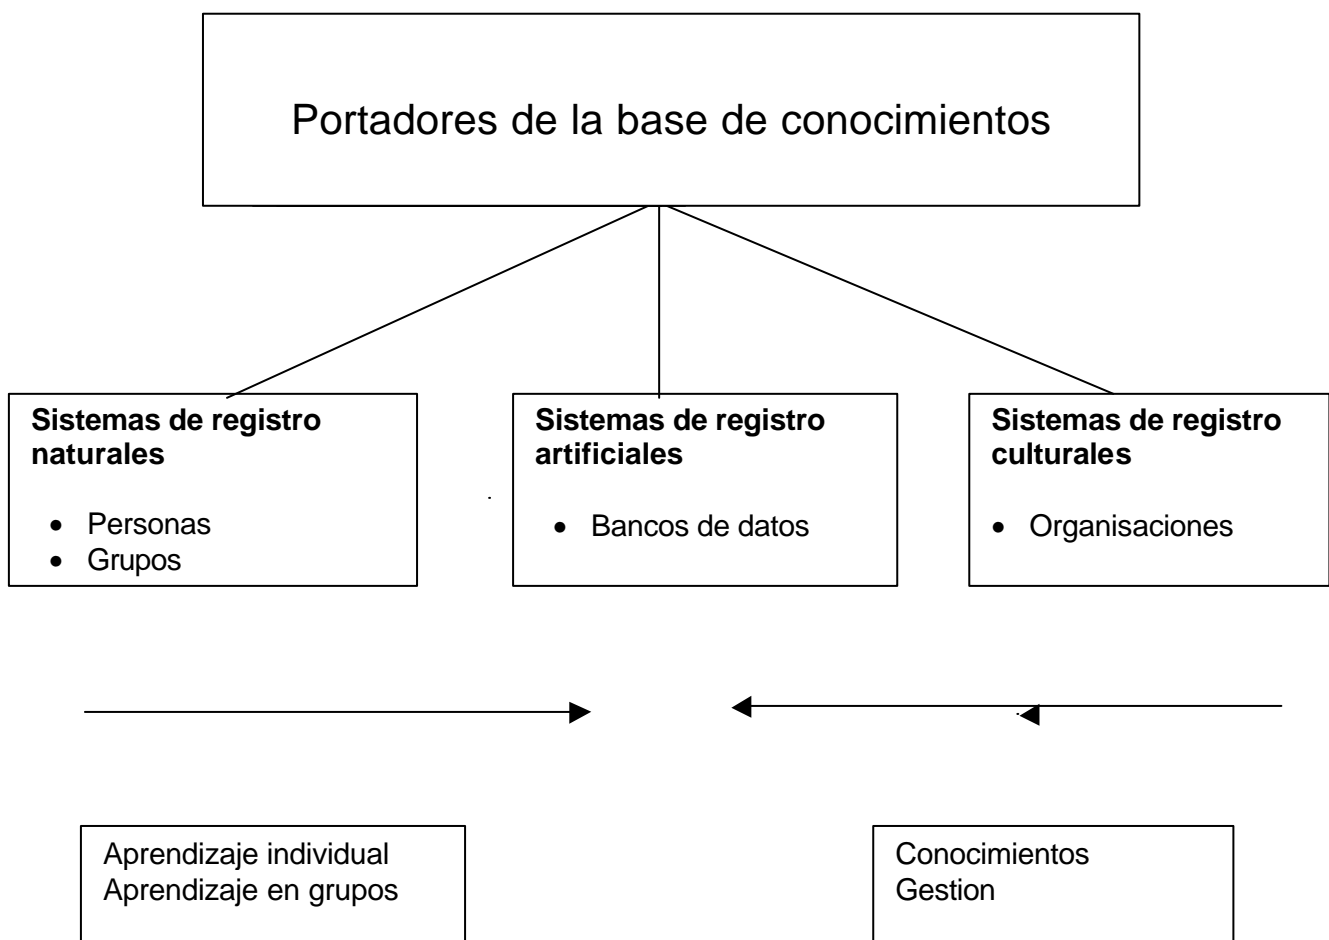 Portadores de la base de conocimientos
Sistemas de registro
naturales
• Personas
• Grupos
Sistemas de registro
artificiales
• Bancos de datos
Sistemas de registro
culturales
• Organisaciones
Aprendizaje individual
Aprendizaje en grupos
Conocimientos
Gestion